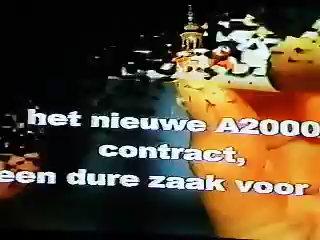 het nieuwe A2000
contract,
een dure zaak voor